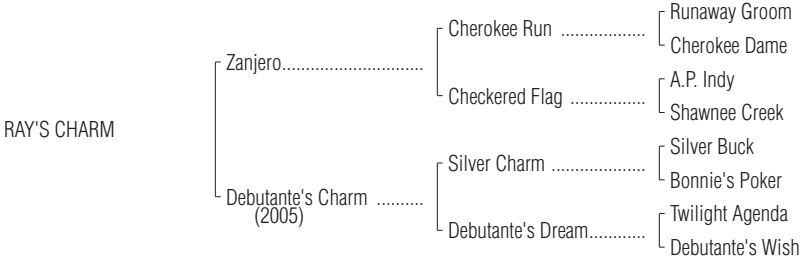 Runaway Groom
Cherokee Run ..................
Cherokee Dame
Zanjero.............................
A.P. Indy
Checkered Flag ................
Shawnee Creek
RAY'S CHARM
Silver Buck
Silver Charm ....................
Bonnie's Poker
Debutante's Charm ..........
(2005)
Twilight Agenda
Debutante's Dream............
Debutante's Wish